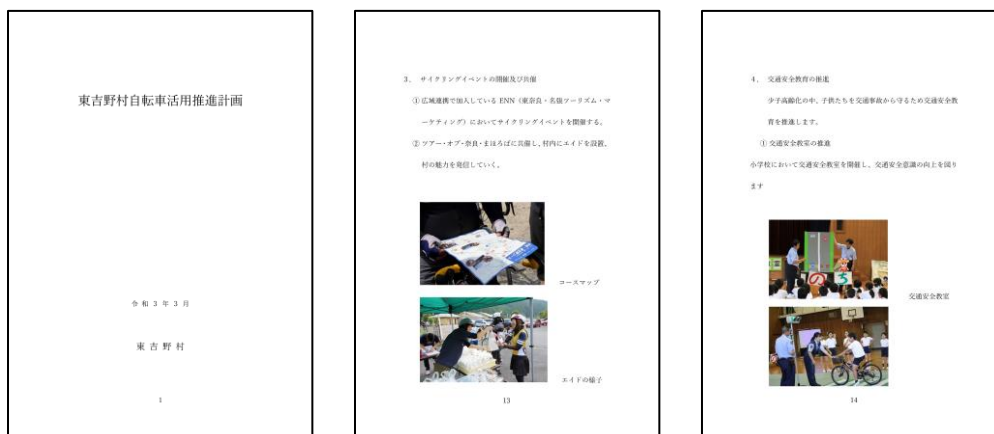 東吉野村自転車活用推進計画
令和3年3月
東吉野村
1
3. サイクリングイベントの開催及び共催
① 広域連携で加入している ENN（東奈良・名張ツーリズム・マ
ーケティング）においてサイクリングイベントを開催する。
② ツアー・オブ・奈良・まほろばに共催し、村内にエイドを設置、
村の魅力を発信していく。
コースマップ
エイドの様子
13
4. 交通安全教育の推進
少子高齢化の中、子供たちを交通事故から守るため交通安全教
育を推進します。
① 交通安全教室の推進
小学校において交通安全教室を開催し、交通安全意識の向上を図り
ます
のち
交通安全教室
14